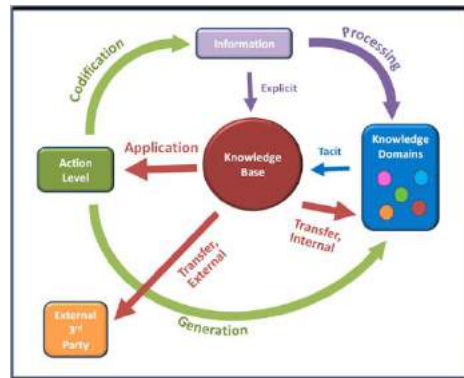 Information
Codification
Processing
Explicit
Application
Action
Level
Knowledge
Base
Tacit
Knowledge
Domains
Transfer,
Internal
Transfer,
External
External
3rd
Party
Generation